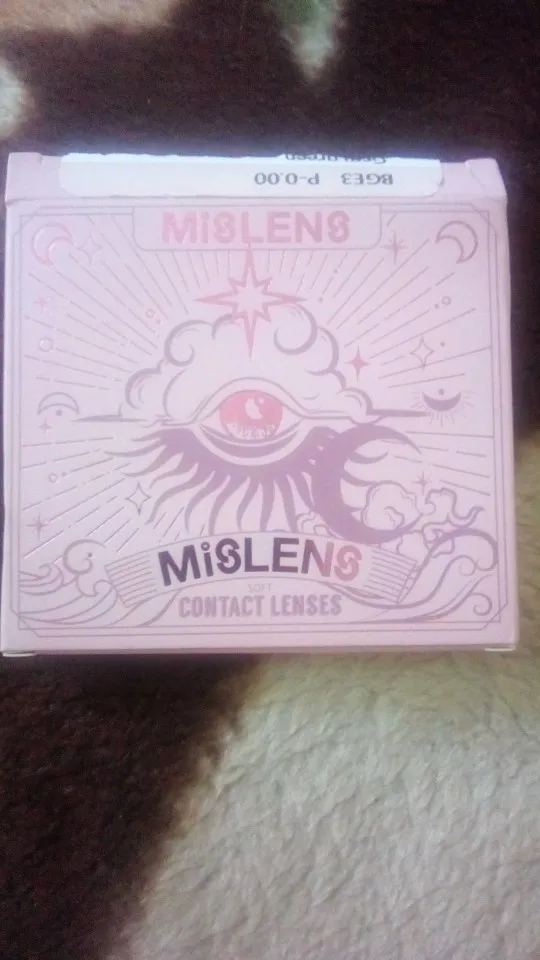 BGE3 P-0.00
MiSLENS
MiSLENS
SOFT
CONTACT LENSES